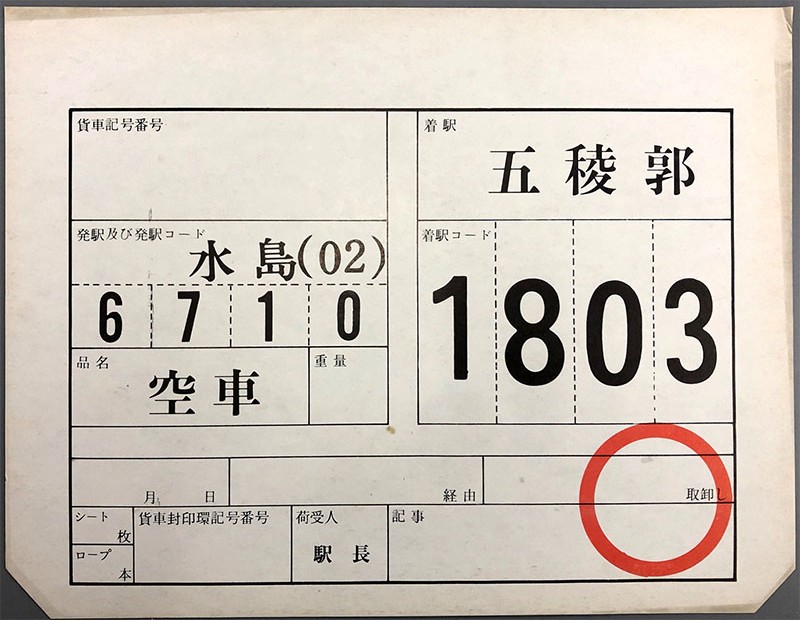 貨車記号番号
着駅
五稜郭
発駅及び発駅コード
水島(02)
6710
着駅コード
1803
品名
空車
重量
月 日
経由
取卸し
シート
枚
ロープ
本
貨車封印環記号番号
荷受人
駅長
記事